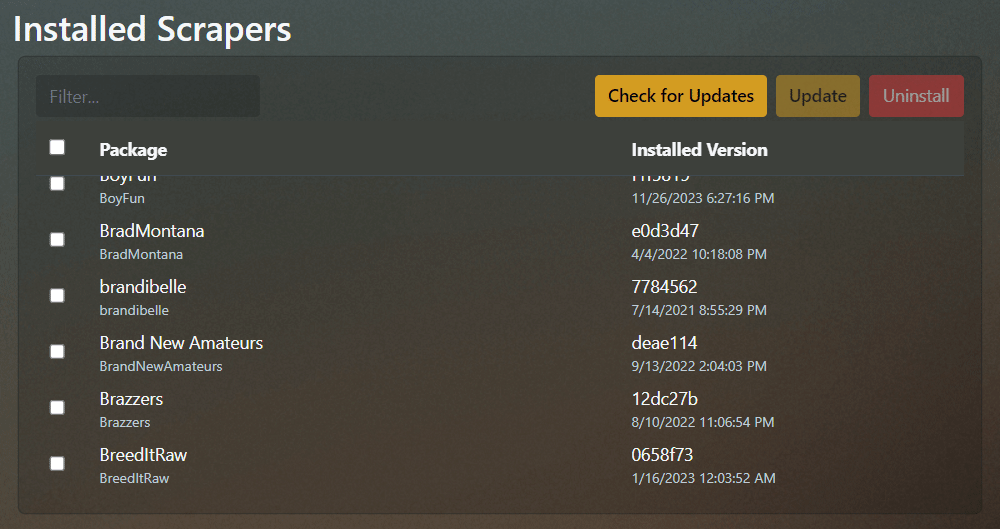 Installed Scrapers
Filter...
Check for Updates Update Uninstall
Package Installed Version
BoyFun
BoyFun 11/26/2023 6:27:16 PM
BradMontana e0d3d47
BradMontana 4/4/2022 10:18:08 PM
brandibelle 7784562
brandibelle 7/14/2021 8:55:29 PM
Brand New Amateurs deae114
BrandNewAmateurs 9/13/2022 2:04:03 PM
Brazzers 12dc27b
Brazzers 8/10/2022 11:06:54 PM
BreedItRaw 0658f73
BreedItRaw 1/16/2023 12:03:52 AM